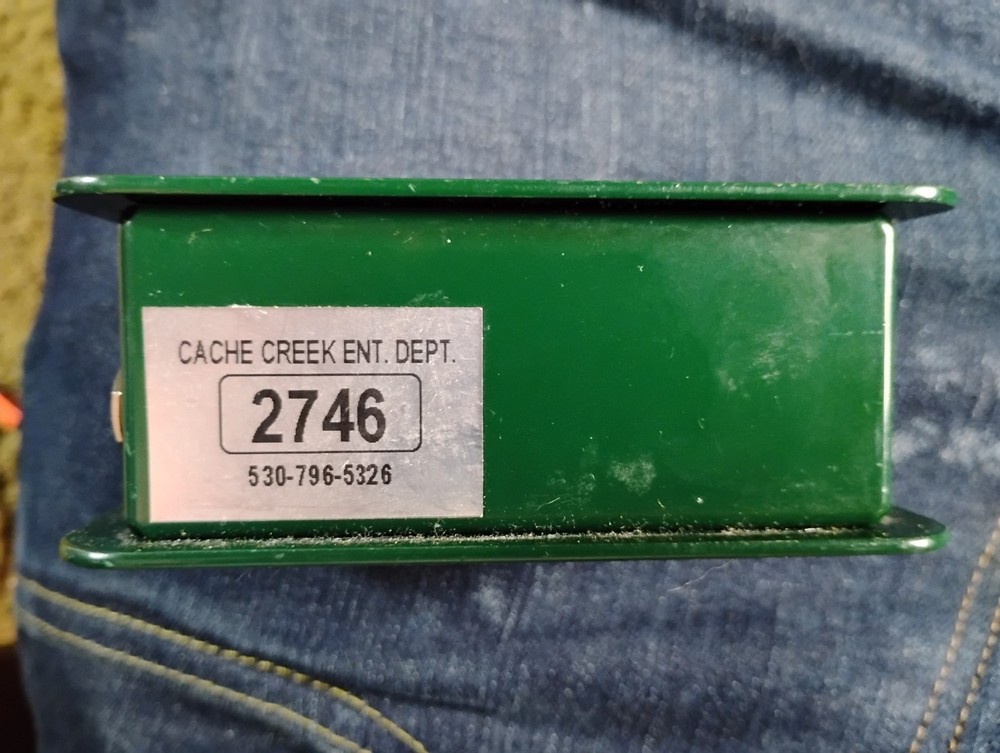 CACHE CREEK ENT. DEPT.
2746
530-796-5326